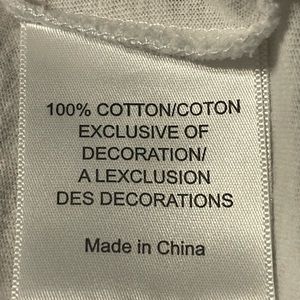 100% COTTON/COTON
EXCLUSIVE OF
DECORATION/
A LEXCLUSION
DES DECORATIONS
Made in China